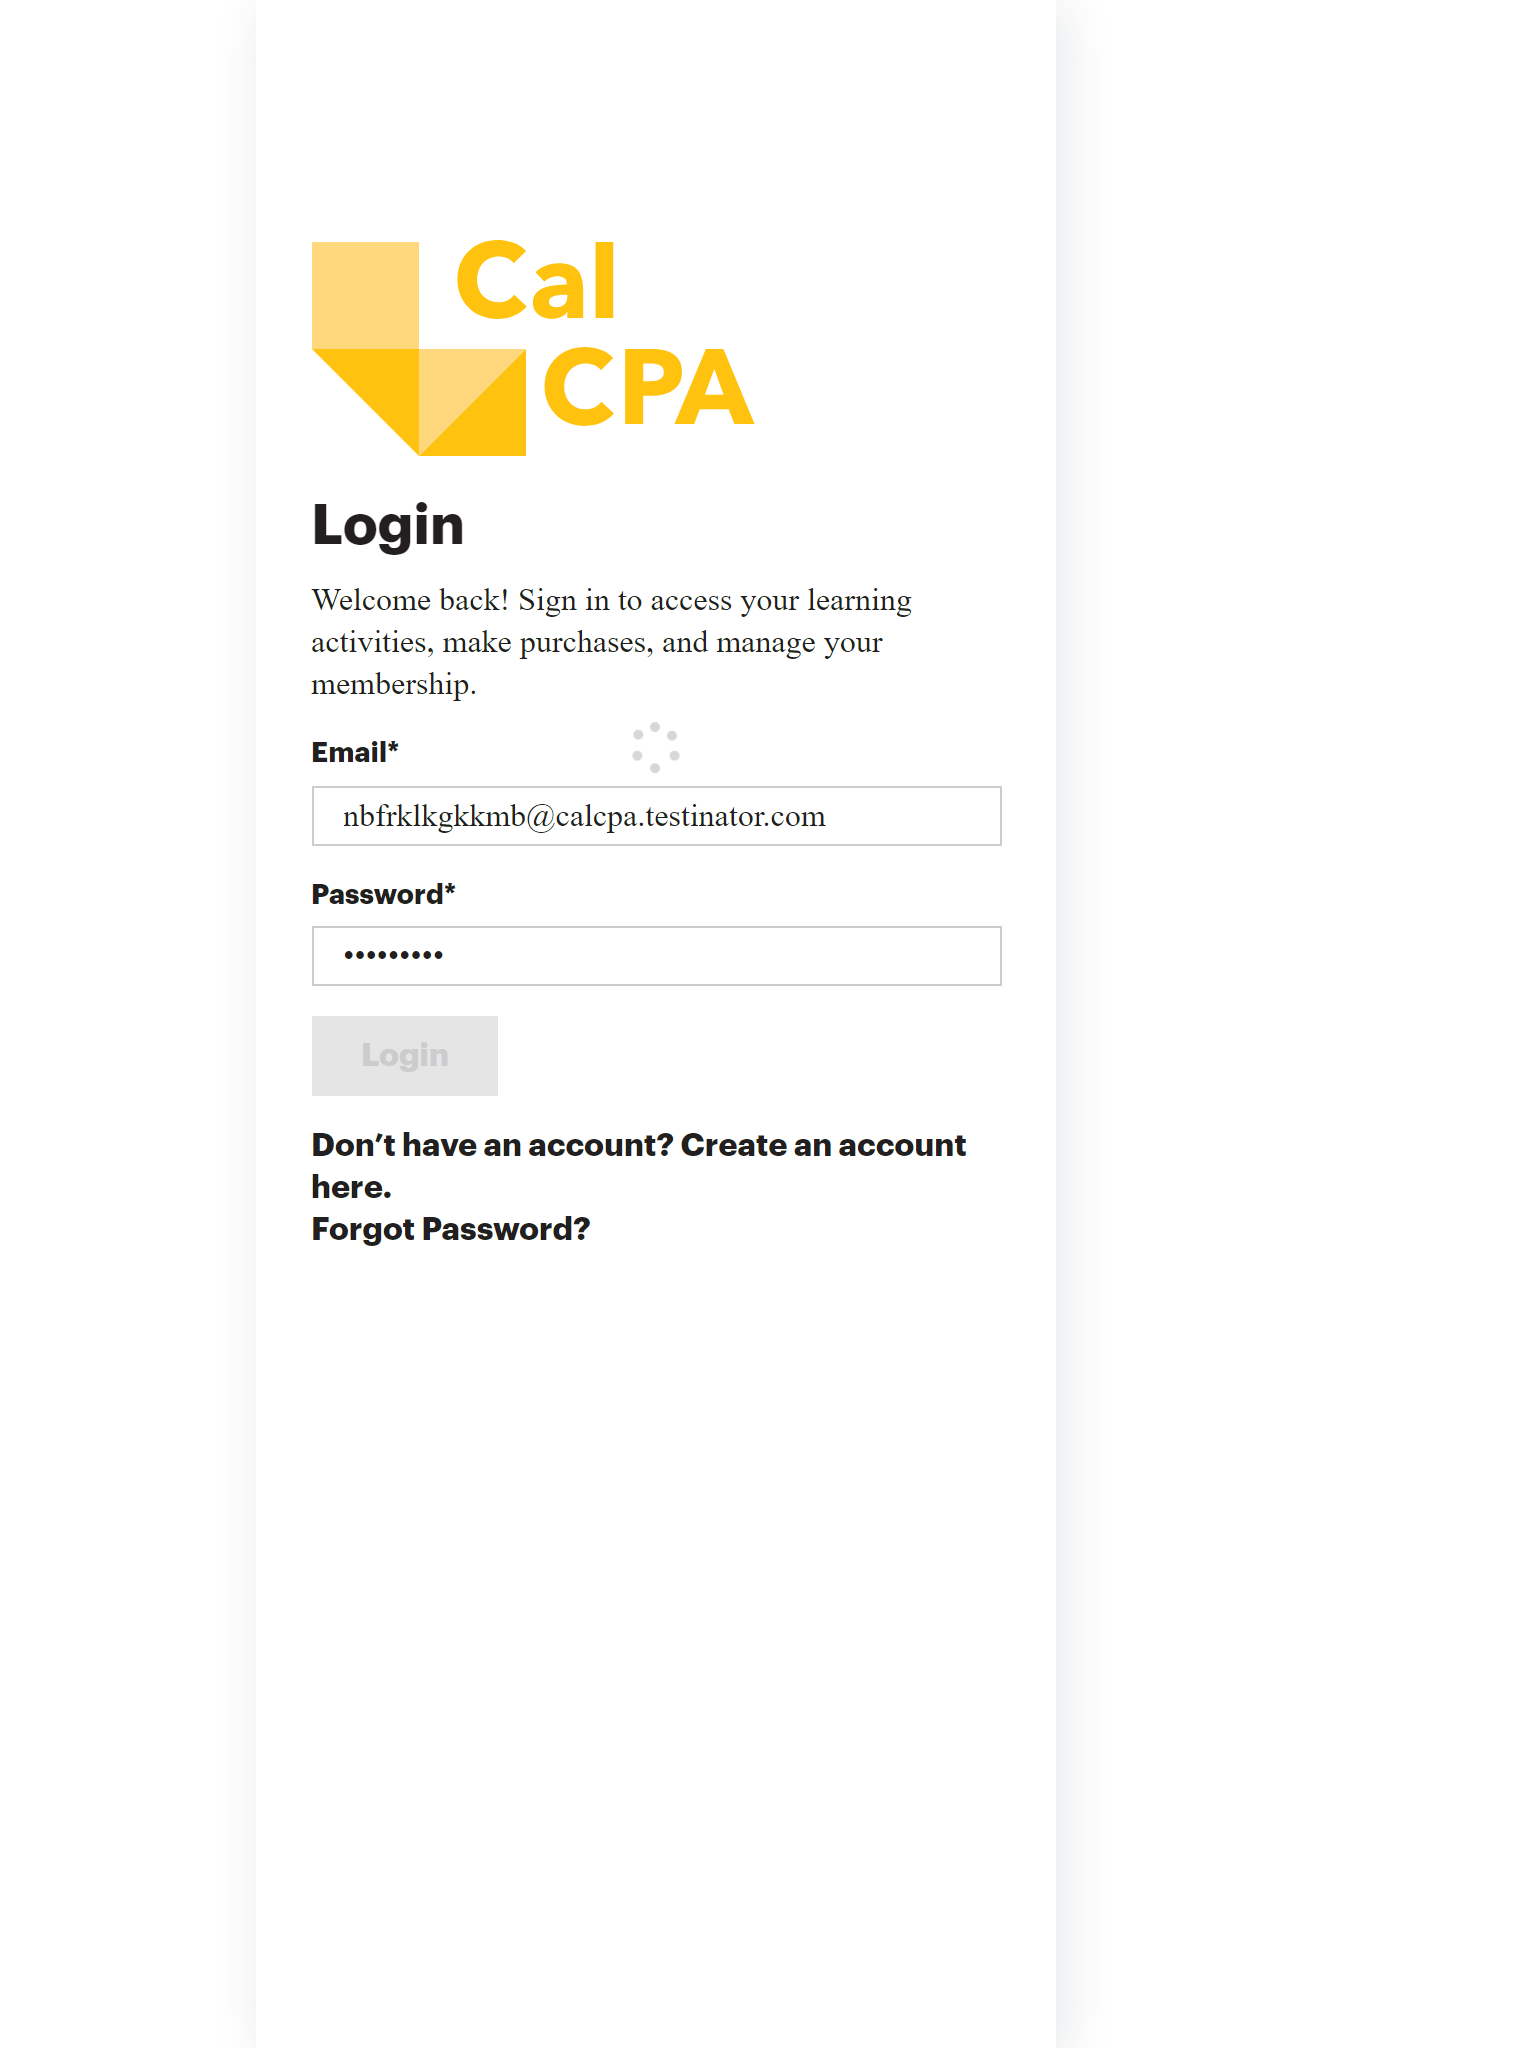 Cal
CPA
Login
Welcome back! Sign in to access your learning
activities, make purchases, and manage your
membership.
Email*
nbfrklkgkkmb@calcpa.testinator.com
Password*
•••••••••
Login
Don’t have an account? Create an account
here.
Forgot Password?